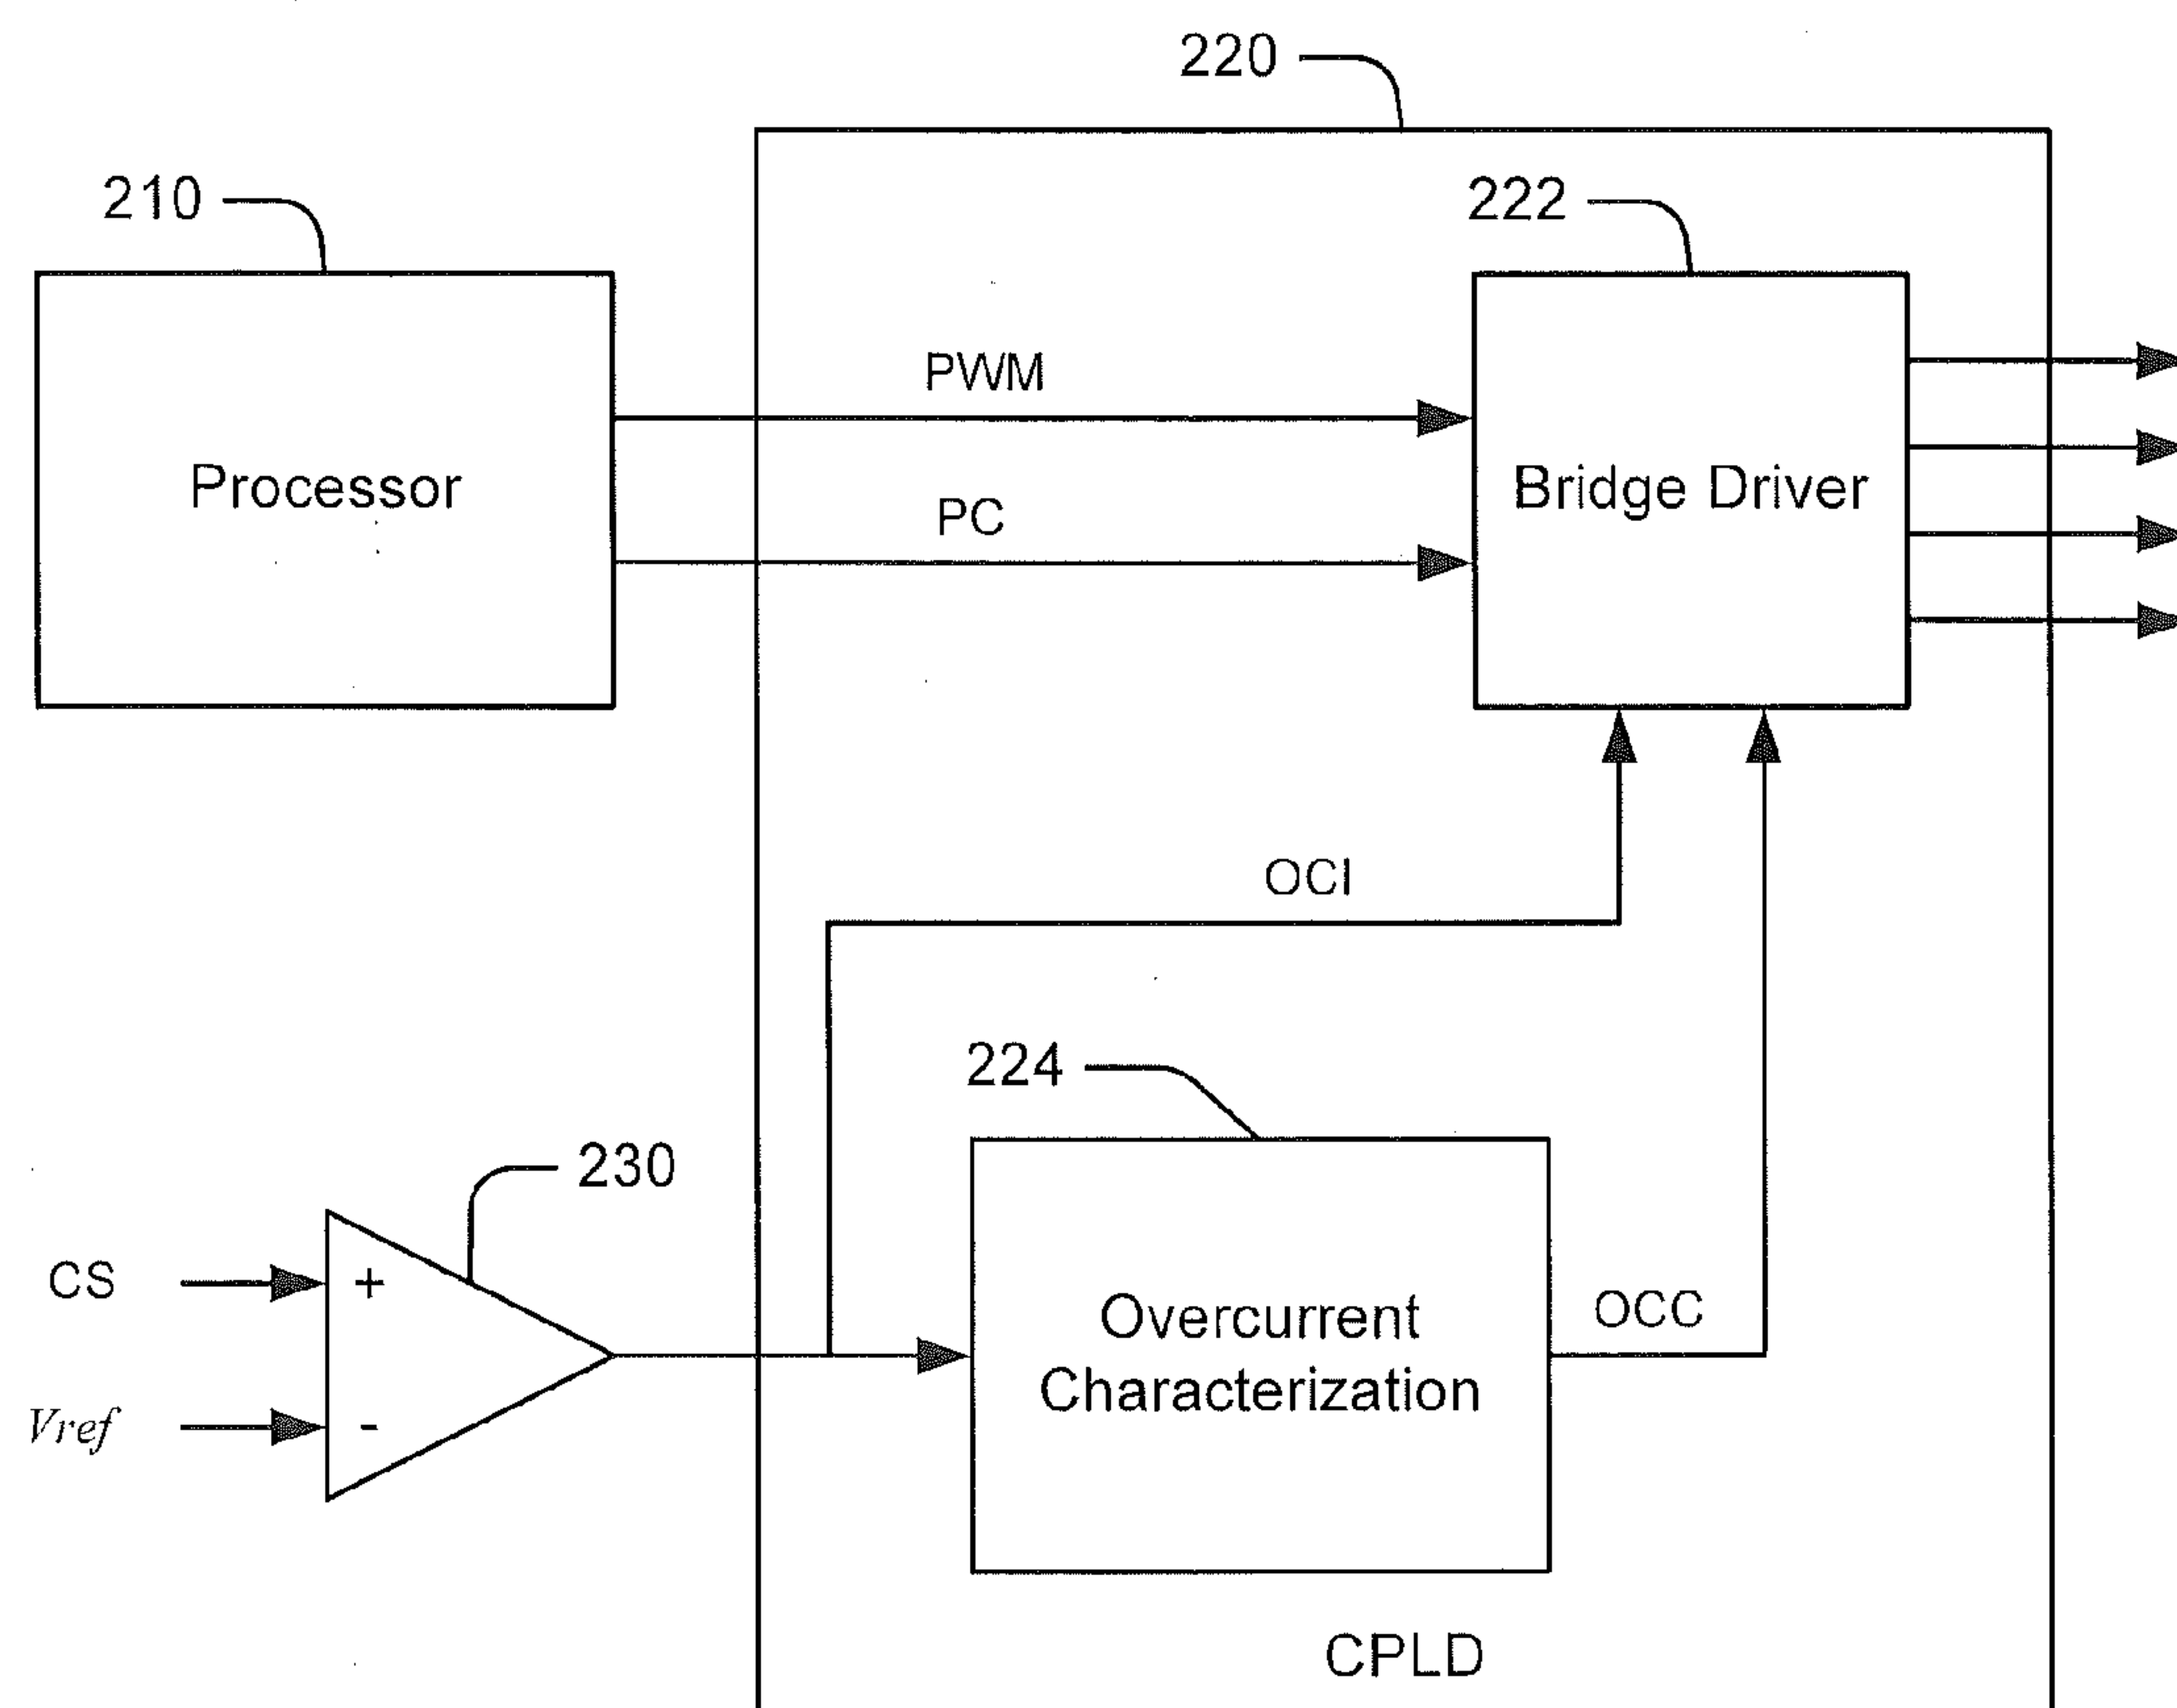 220
210
222
PWM
Processor
Bridge Driver
PC
OCI
224
230
CS
+
Overcurrent
Characterization
OCC
Vref
-
CPLD